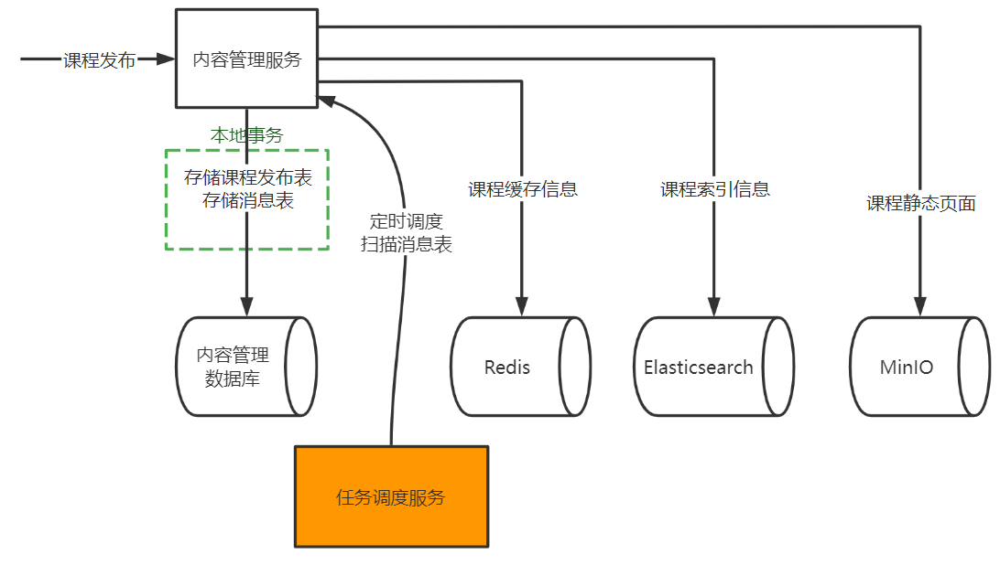 课程发布
内容管理服务
本地事务
存储课程发布表
存储消息表
定时调度
扫描消息表
课程缓存信息
课程索引信息
课程静态页面
内容管理
数据库
Redis
Elasticsearch
MinIO
任务调度服务